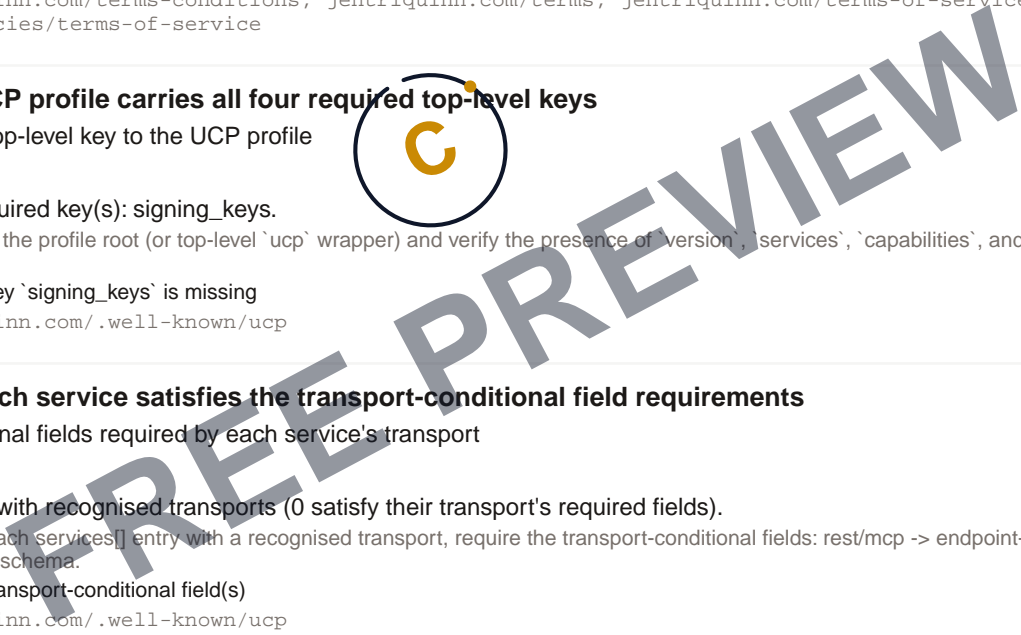 inn.com/terms-conditions, jentriquinn.com/terms, jentriquinn.com/terms-of-service
cies/terms-of-service
CP profile carries all four required top-level keys
op-level key to the UCP profile
C
uired key(s): signing_keys.
the profile root (or top-level `ucp` wrapper) and verify the presence of `version`, `services`, `capabilities`, and
ey `signing_keys` is missing
inn.com/.well-known/ucp
ch service satisfies the transport-conditional field requirements
nal fields required by each service's transport
with recognised transports (0 satisfy their transport's required fields).
ach services[] entry with a recognised transport, require the transport-conditional fields: rest/mcp -> endpoint-
schema.
ansport-conditional field(s)
inn.com/.well-known/ucp
FREE PREVIEW